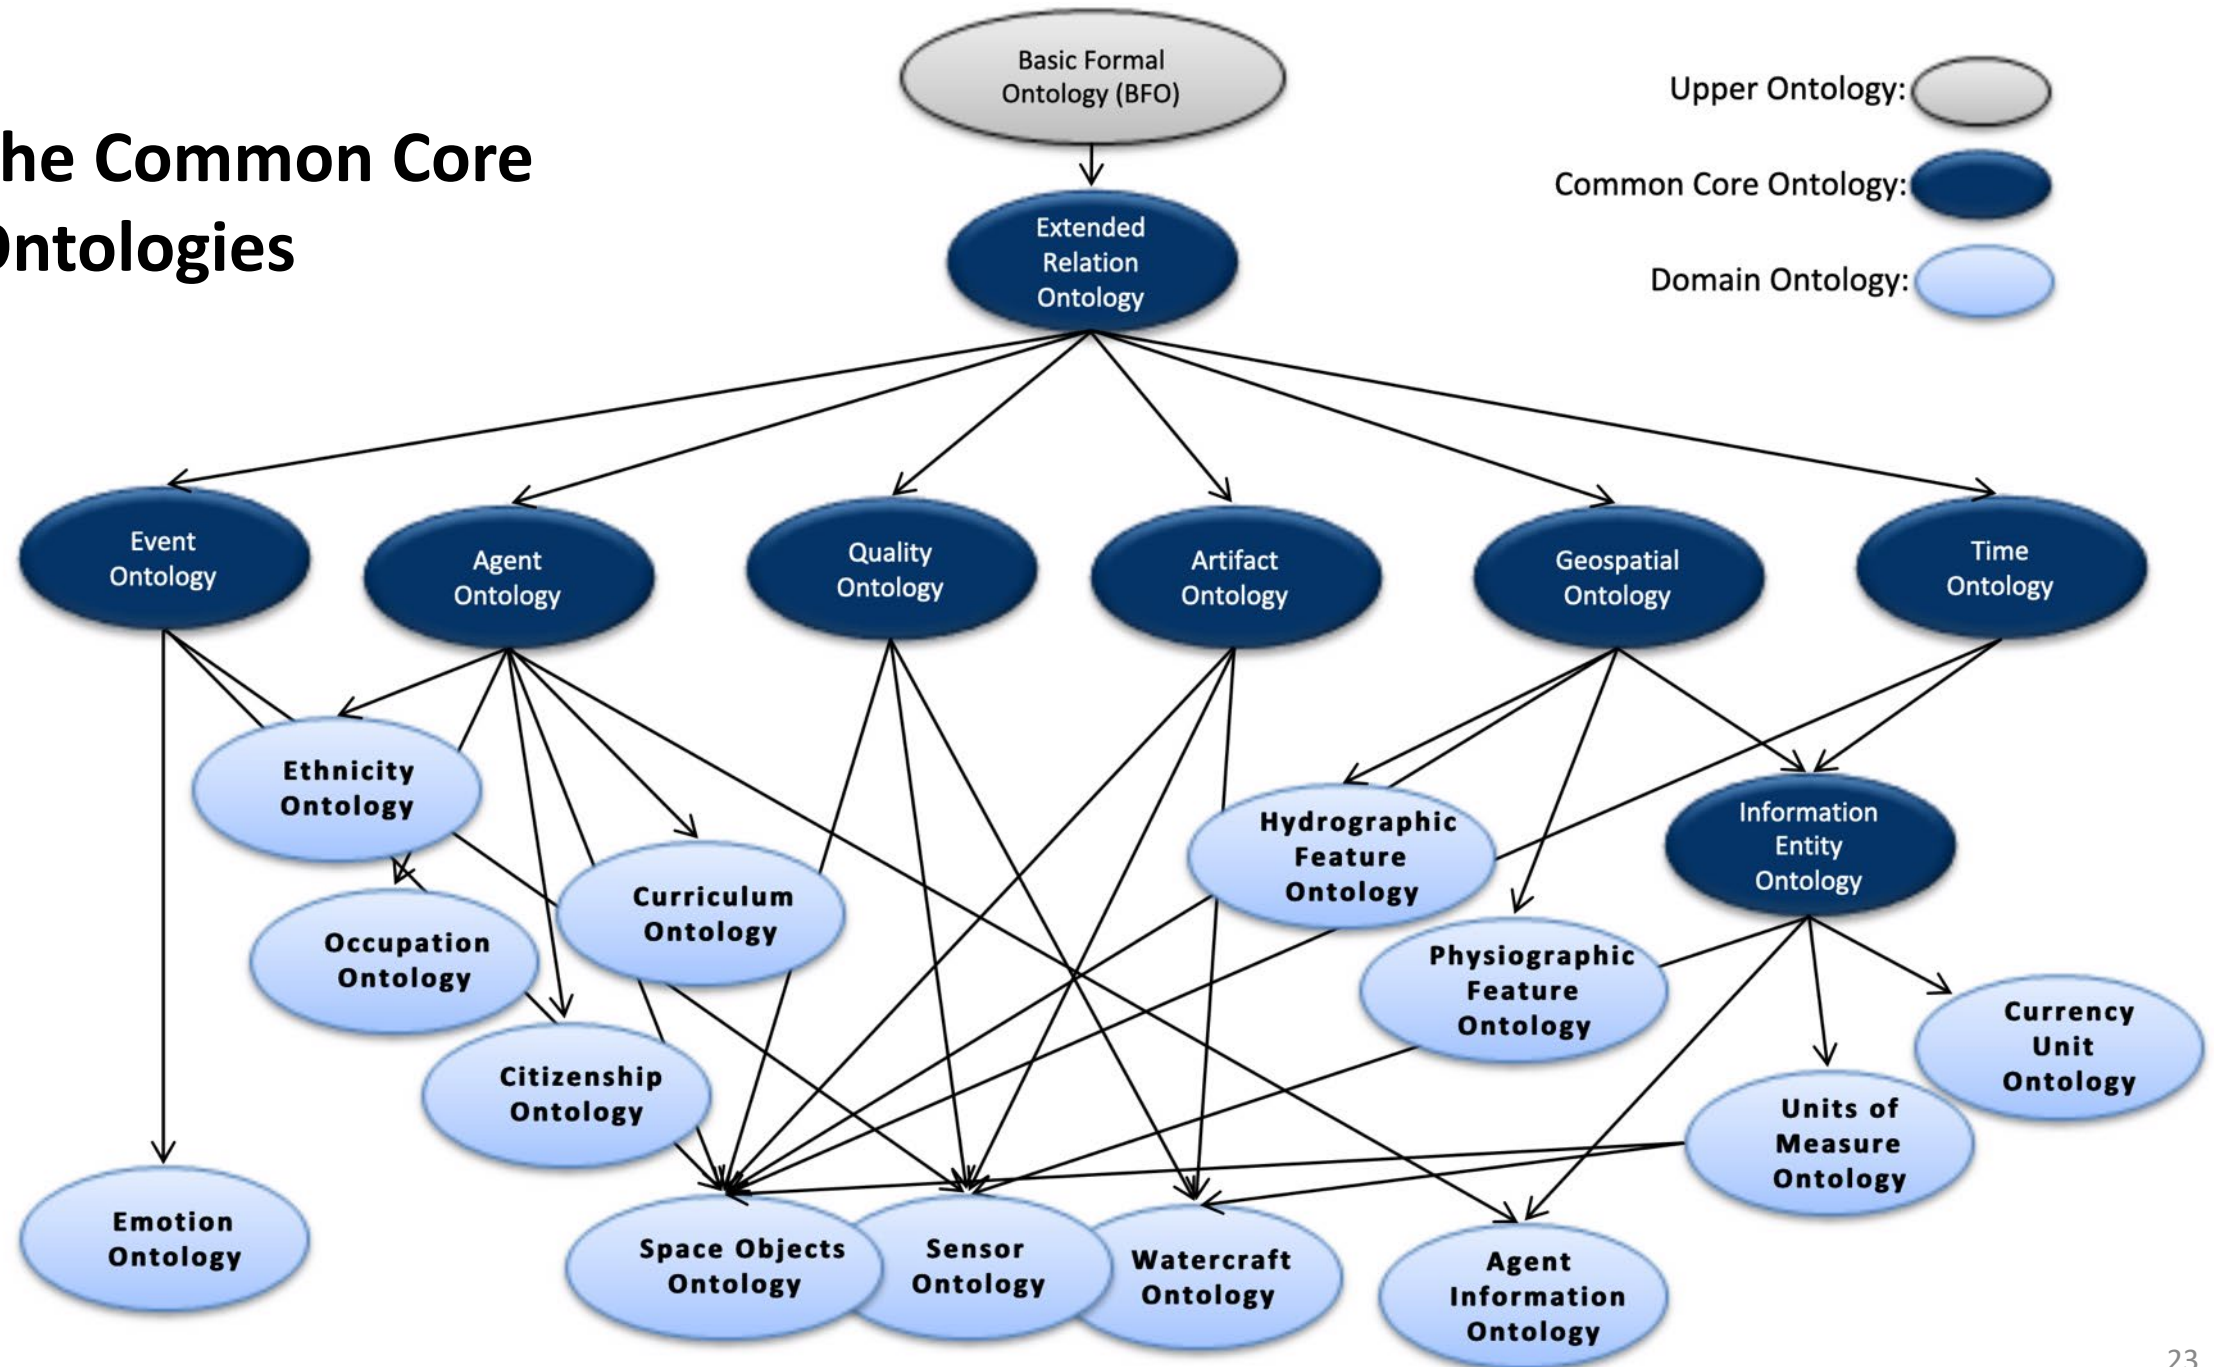 he Common Core
Ontologies
Basic Formal
Ontology (BFO)
Upper Ontology:
Common Core Ontology:
Domain Ontology:
Extended
Relation
Ontology
Event
Ontology
Agent
Ontology
Quality
Ontology
Artifact
Ontology
Geospatial
Ontology
Time
Ontology
Ethnicity
Ontology
Occupation
Ontology
Curriculum
Ontology
Citizenship
Ontology
Hydrographic
Feature
Ontology
Physiographic
Feature
Ontology
Information
Entity
Ontology
Currency
Unit
Ontology
Units of
Measure
Ontology
Emotion
Ontology
Space Objects
Ontology
Sensor
Ontology
Watercraft
Ontology
Agent
Information
Ontology
23